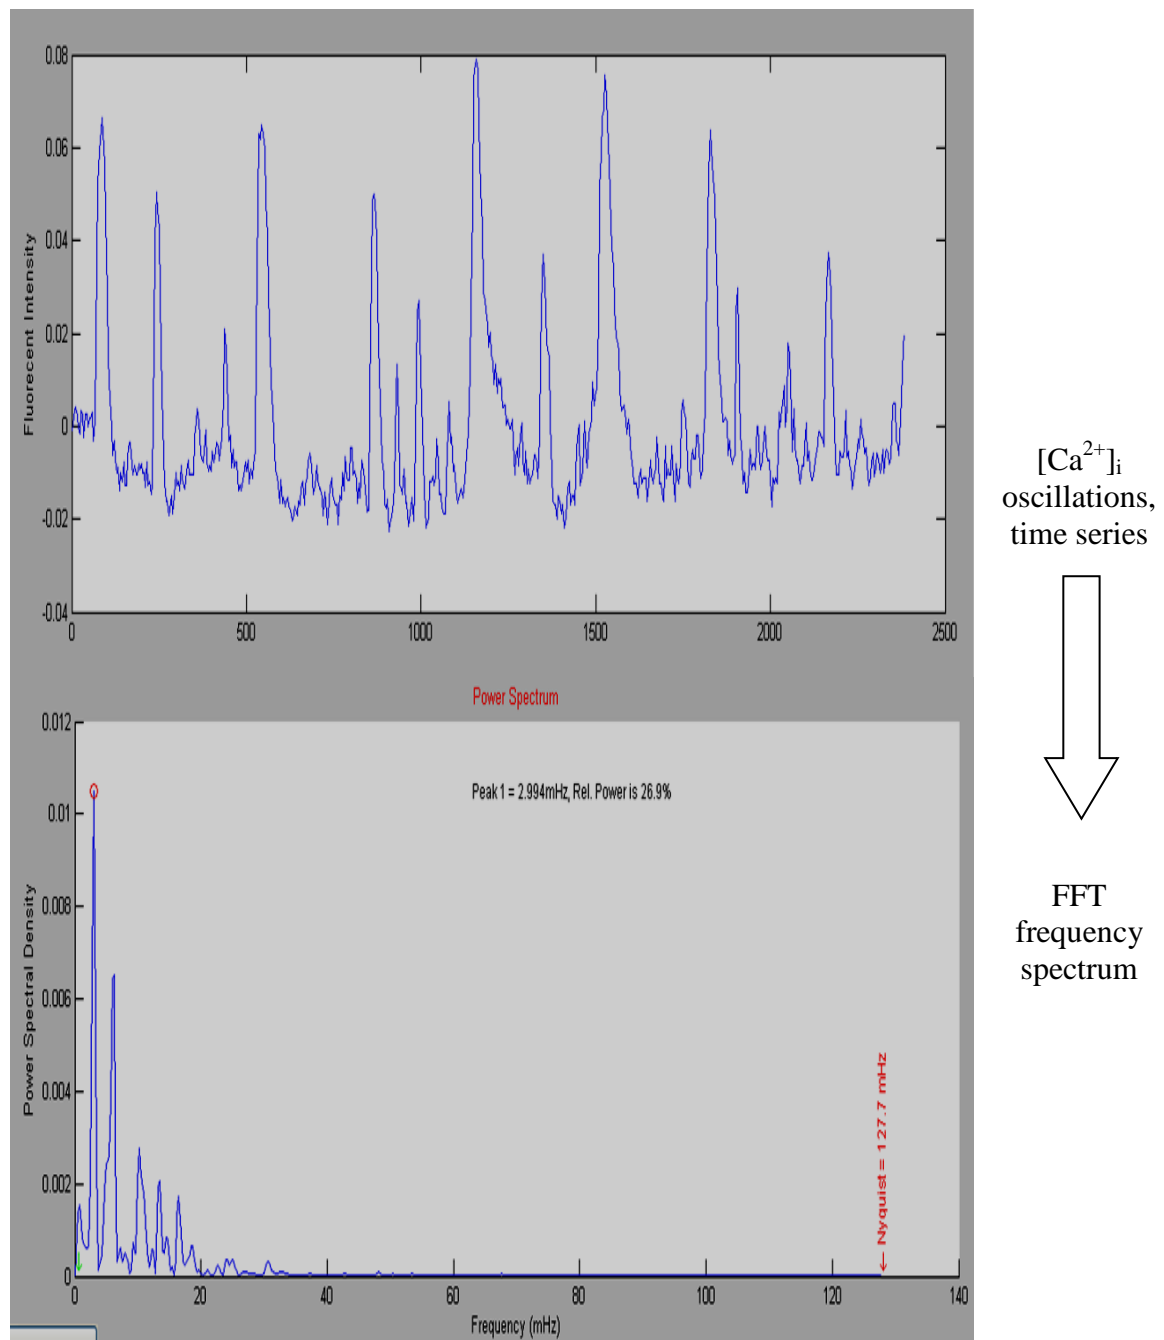 0.08
0.06
0.04
0.02
0
-0.02
-0.04
Fluorecent Intensity
0
500
1000
1500
2000
2500
[Ca²⁺]ᵢ
oscillations,
time series
Power Spectrum
0.012
0.01
0.008
0.006
0.004
0.002
0
Power Spectral Density
Peak 1 = 2.994mHz, Rel. Power is 26.9%
Nyquist = 127.7 mHz
0
20
40
60
80
100
120
140
Frequency (mHz)
FFT
frequency
spectrum